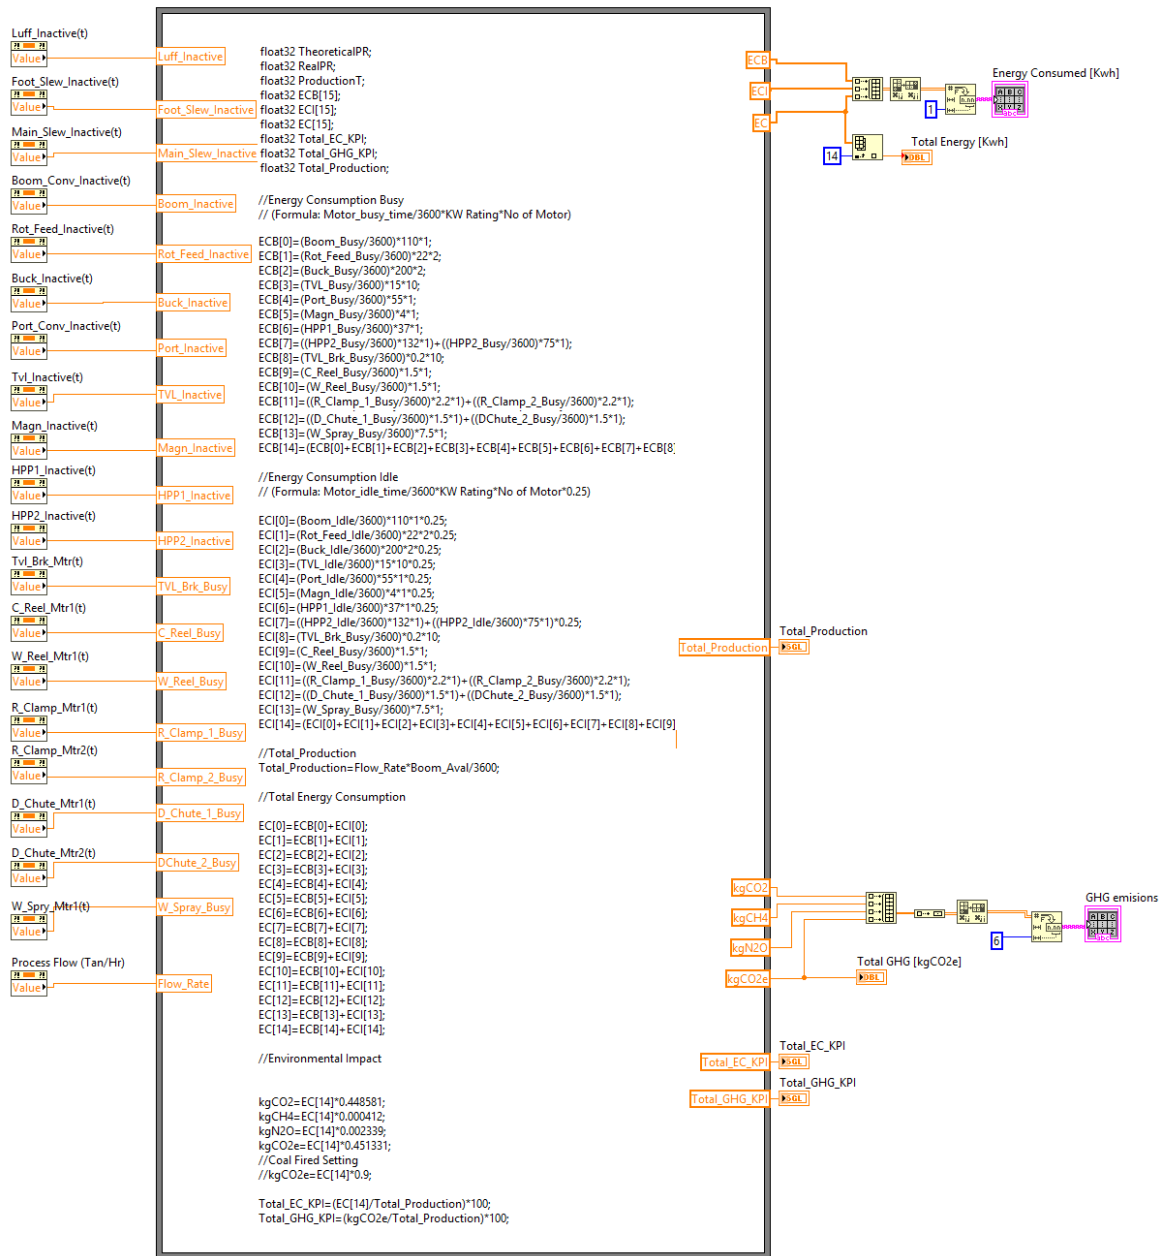 Luff_Inactive(t)
Value
Foot_Slew_Inactive(t)
Value
Main_Slew_Inactive(t)
Value
Boom_Conv_Inactive(t)
Value
Rot_Feed_Inactive(t)
Value
Buck_Inactive(t)
Value
Port_Conv_Inactive(t)
Value
Tvl_Inactive(t)
Value
Magn_Inactive(t)
Value
HPP1_Inactive(t)
Value
HPP2_Inactive(t)
Value
Tvl_Brk_Mtr(t)
Value
C_Reel_Mtr1(t)
Value
W_Reel_Mtr1(t)
Value
R_Clamp_Mtr1(t)
Value
R_Clamp_Mtr2(t)
Value
D_Chute_Mtr1(t)
Value
D_Chute_Mtr2(t)
Value
W_Spry_Mtr1(t)
Value
Process Flow (Tan/Hr)
Value
Luff_Inactive
Foot_Slew_Inactive
Main_Slew_Inactive
Boom_Inactive
Rot_Feed_Inactive
Buck_Inactive
Port_Inactive
TVL_Inactive
Magn_Inactive
HPP1_Inactive
HPP2_Inactive
TVL_Brk_Busy
C_Reel_Busy
W_Reel_Busy
R_Clamp_1_Busy
R_Clamp_2_Busy
D_Chute_1_Busy
DChute_2_Busy
W_Spray_Busy
Flow_Rate
float32 TheoreticalPR;
float32 RealPR;
float32 ProductionT;
float32 ECB[15];
float32 ECI[15];
float32 EC[15];
float32 Total_EC_KPI;
float32 Total_GHG_KPI;
float32 Total_Production;
//Energy Consumption Busy
// (Formula: Motor_busy_time/3600*KW Rating*No of Motor)
ECB[0]=(Boom_Busy/3600)*110*1;
ECB[1]=(Rot_Feed_Busy/3600)*22*2;
ECB[2]=(Buck_Busy/3600)*200*2;
ECB[3]=(TVL_Busy/3600)*15*10;
ECB[4]=(Port_Busy/3600)*55*1;
ECB[5]=(Magn_Busy/3600)*4*1;
ECB[6]=(HPP1_Busy/3600)*37*1;
ECB[7]=((HPP2_Busy/3600)*132*1)+((HPP2_Busy/3600)*75*1);
ECB[8]=(TVL_Brk_Busy/3600)*0.2*10;
ECB[9]=(C_Reel_Busy/3600)*1.5*1;
ECB[10]=(W_Reel_Busy/3600)*1.5*1;
ECB[11]=((R_Clamp_1_Busy/3600)*2.2*1)+((R_Clamp_2_Busy/3600)*2.2*1);
ECB[12]=((D_Chute_1_Busy/3600)*1.5*1)+((DChute_2_Busy/3600)*1.5*1);
ECB[13]=(W_Spray_Busy/3600)*7.5*1;
ECB[14]=(ECB[0]+ECB[1]+ECB[2]+ECB[3]+ECB[4]+ECB[5]+ECB[6]+ECB[7]+ECB[8]
//Energy Consumption Idle
// (Formula: Motor_idle_time/3600*KW Rating*No of Motor*0.25)
ECI[0]=(Boom_Idle/3600)*110*1*0.25;
ECI[1]=(Rot_Feed_Idle/3600)*22*2*0.25;
ECI[2]=(Buck_Idle/3600)*200*2*0.25;
ECI[3]=(TVL_Idle/3600)*15*10*0.25;
ECI[4]=(Port_Idle/3600)*55*1*0.25;
ECI[5]=(Magn_Idle/3600)*4*1*0.25;
ECI[6]=(HPP1_Idle/3600)*37*1*0.25;
ECI[7]=((HPP2_Idle/3600)*132*1)+((HPP2_Idle/3600)*75*1)*0.25;
ECI[8]=(TVL_Brk_Busy/3600)*0.2*10;
ECI[9]=(C_Reel_Busy/3600)*1.5*1;
ECI[10]=(W_Reel_Busy/3600)*1.5*1;
ECI[11]=((R_Clamp_1_Busy/3600)*2.2*1)+((R_Clamp_2_Busy/3600)*2.2*1);
ECI[12]=((D_Chute_1_Busy/3600)*1.5*1)+((DChute_2_Busy/3600)*1.5*1);
ECI[13]=(W_Spray_Busy/3600)*7.5*1;
ECI[14]=(ECI[0]+ECI[1]+ECI[2]+ECI[3]+ECI[4]+ECI[5]+ECI[6]+ECI[7]+ECI[8]+ECI[9]
//Total_Production
Total_Production=Flow_Rate*Boom_Aval/3600;
//Total Energy Consumption
EC[0]=ECB[0]+ECI[0];
EC[1]=ECB[1]+ECI[1];
EC[2]=ECB[2]+ECI[2];
EC[3]=ECB[3]+ECI[3];
EC[4]=ECB[4]+ECI[4];
EC[5]=ECB[5]+ECI[5];
EC[6]=ECB[6]+ECI[6];
EC[7]=ECB[7]+ECI[7];
EC[8]=ECB[8]+ECI[8];
EC[9]=ECB[9]+ECI[9];
EC[10]=ECB[10]+ECI[10];
EC[11]=ECB[11]+ECI[11];
EC[12]=ECB[12]+ECI[12];
EC[13]=ECB[13]+ECI[13];
EC[14]=ECB[14]+ECI[14];
//Environmental Impact
kgCO2=EC[14]*0.448581;
kgCH4=EC[14]*0.000412;
kgN2O=EC[14]*0.002339;
kgCO2e=EC[14]*0.451331;
//Coal Fired Setting
//kgCO2e=EC[14]*0.9;
Total_EC_KPI=(EC[14]/Total_Production)*100;
Total_GHG_KPI=(kgCO2e/Total_Production)*100;
ECB
ECI
EC
1
14
Energy Consumed [Kwh]
Total Energy [Kwh]
DBL
Total_Production
Total_Production
SGL
kgCO2
kgCH4
kgN2O
kgCO2e
6
GHG emisions
Total GHG [kgCO2e]
DBL
Total_EC_KPI
Total_EC_KPI
SGL
Total_GHG_KPI
Total_GHG_KPI
SGL